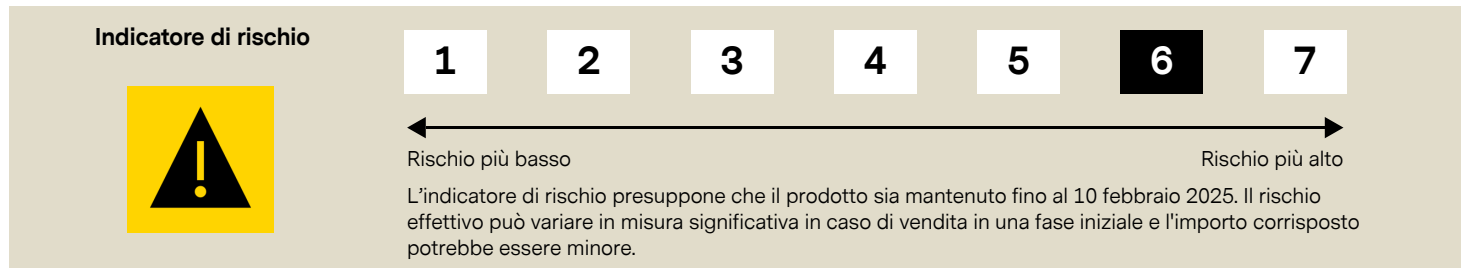 Indicatore di rischio
1 2 3 4 5 6 7
!
Rischio più basso Rischio più alto
L'indicatore di rischio presuppone che il prodotto sia mantenuto fino al 10 febbraio 2025. Il rischio
effettivo può variare in misura significativa in caso di vendita in una fase iniziale e l'importo corrisposto
potrebbe essere minore.